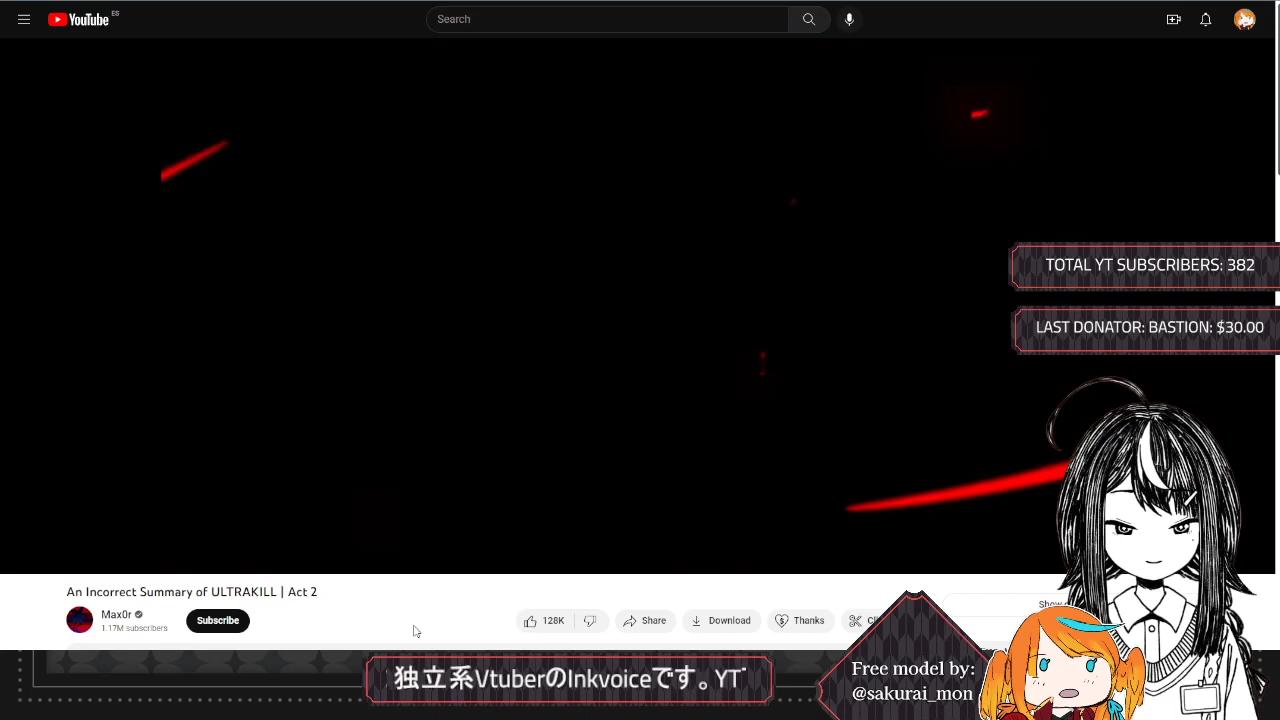 YouTube ES
Search
TOTAL YT SUBSCRIBERS: 382
LAST DONATOR: BASTION: $30.00
An Incorrect Summary of ULTRAKILL | Act 2
Max0r
1.17M subscribers
Subscribe
128K
Share
Download
Thanks
Show
独立系VtuberのInkvoiceです。YT
Free model by:
@sakurai_mon